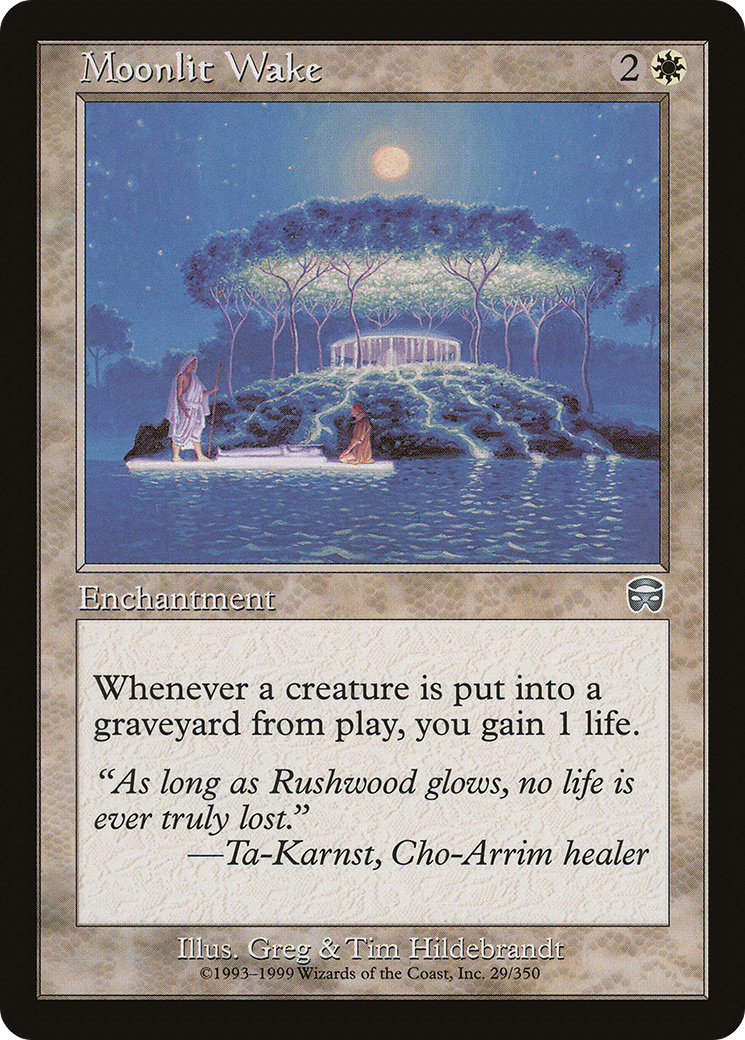 Moonlit Wake 2
Enchantment
Whenever a creature is put into a
graveyard from play, you gain 1 life.
“As long as Rushwood glows, no life is
ever truly lost.”
—Ta-Karnst, Cho-Arrim healer
Illus. Greg & Tim Hildebrandt
©1993–1999 Wizards of the Coast, Inc. 29/350